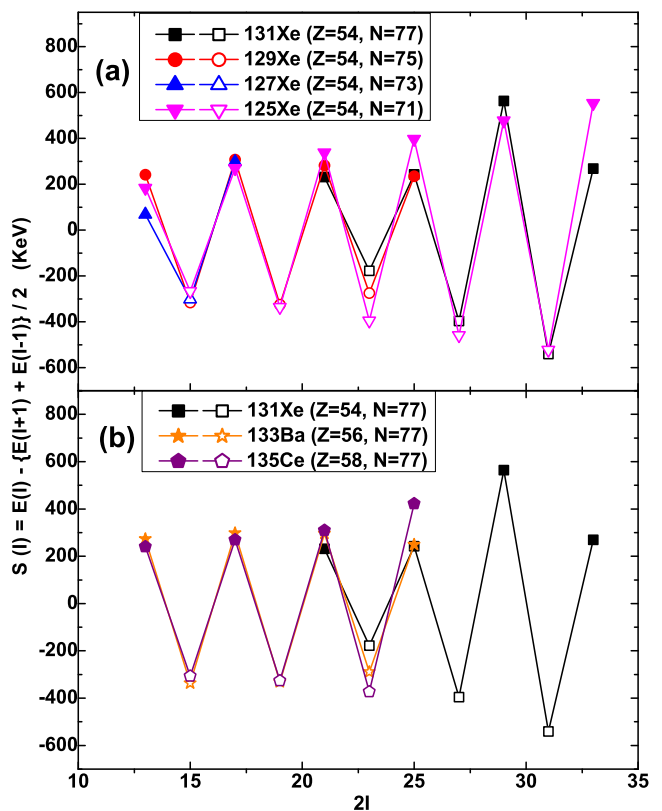 800
600
400
200
0
-200
-400
-600
(a)
131Xe (Z=54, N=77)
129Xe (Z=54, N=75)
127Xe (Z=54, N=73)
125Xe (Z=54, N=71)
S (I) = E(I) - {E(I+1) + E(I-1)} / 2 (KeV)
800
600
400
200
0
-200
-400
-600
(b)
131Xe (Z=54, N=77)
133Ba (Z=56, N=77)
135Ce (Z=58, N=77)
10 15 20 25 30 35
2I